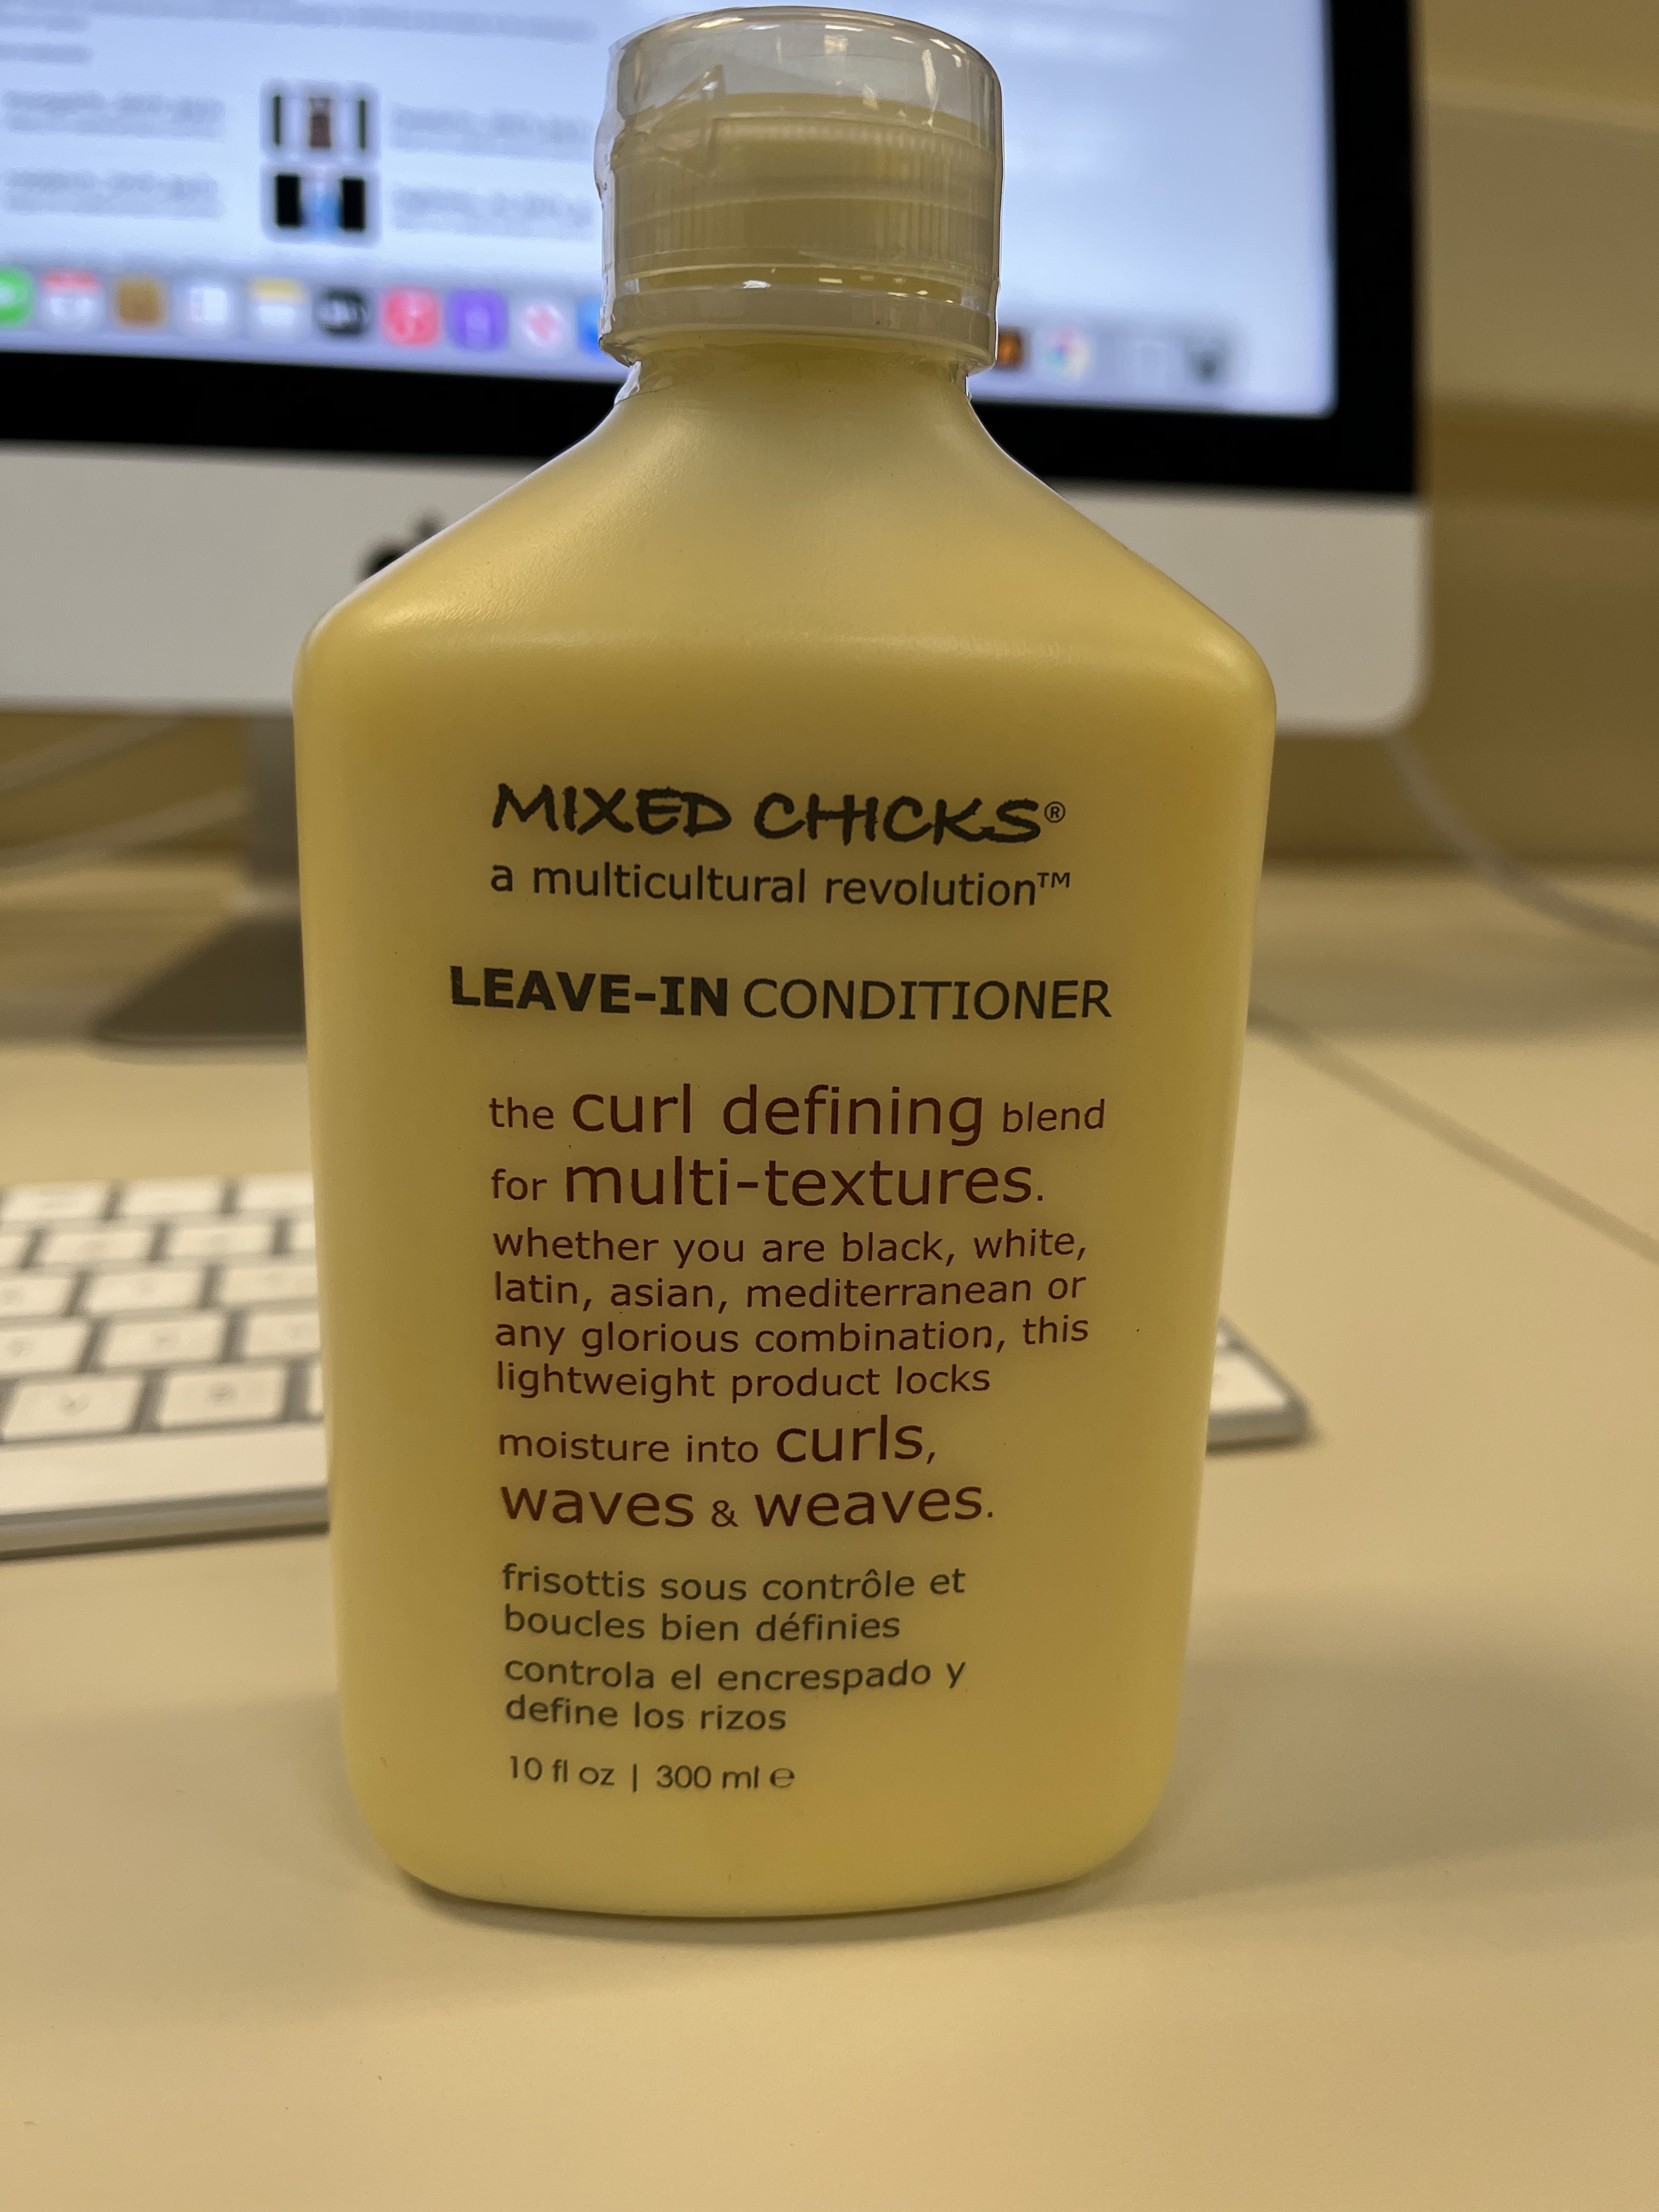 MIXED CHICKS®
a multicultural revolution™
LEAVE-IN CONDITIONER
the curl defining blend
for multi-textures.
whether you are black, white,
latin, asian, mediterranean or
any glorious combination, this
lightweight product locks
moisture into curls,
waves & weaves.
frisottis sous contrôle et
boucles bien définies
controla el encrespado y
define los rizos
10 fl oz | 300 ml ℮